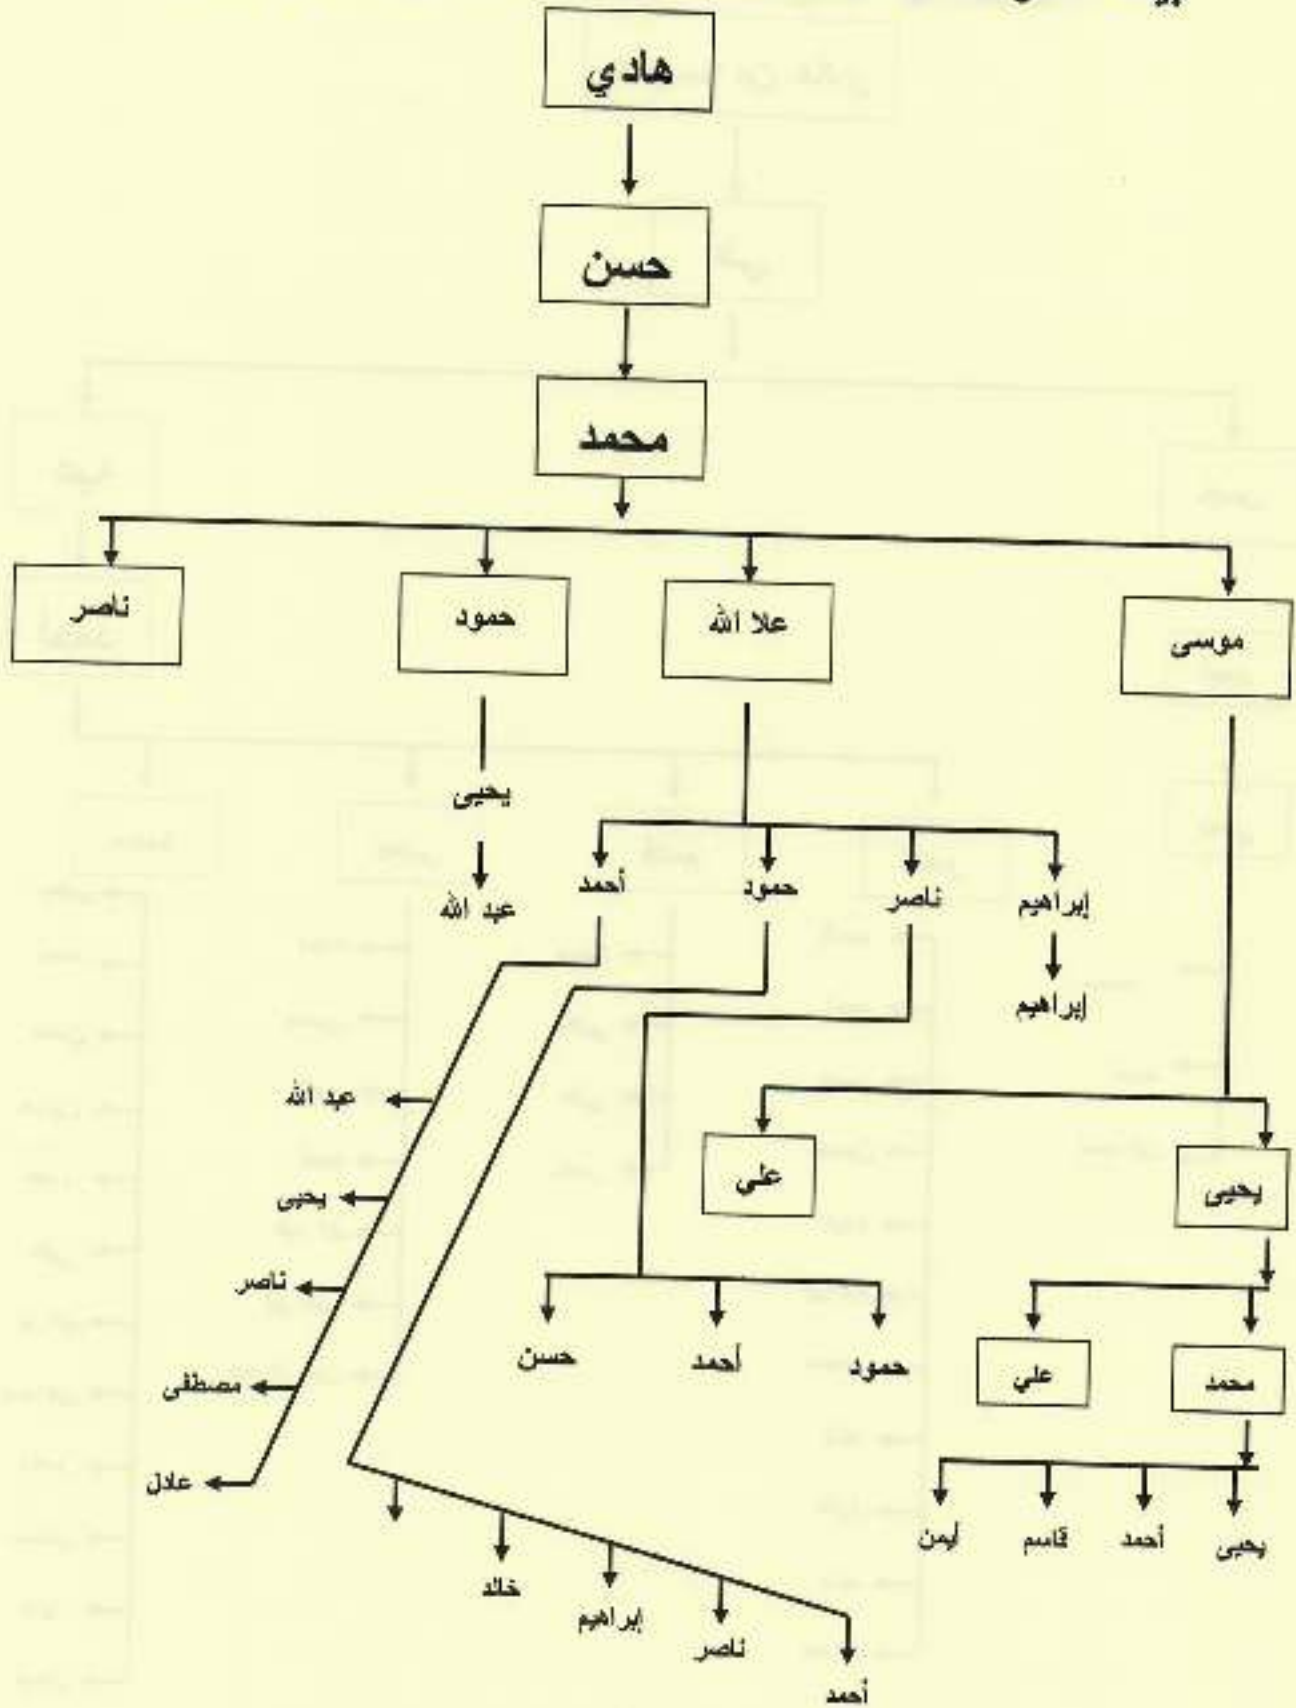 هادي
حسن
محمد
موسى علا الله حمود ناصر
يحيى
إبراهيم ناصر حمود أحمد عبد الله
إبراهيم
عبد الله
يحيى علي
يحيى
ناصر
حمود أحمد حسن
محمد علي
مصطفى
عادل
يحيى أحمد قاسم أيمن
خالد
إبراهيم
ناصر
أحمد